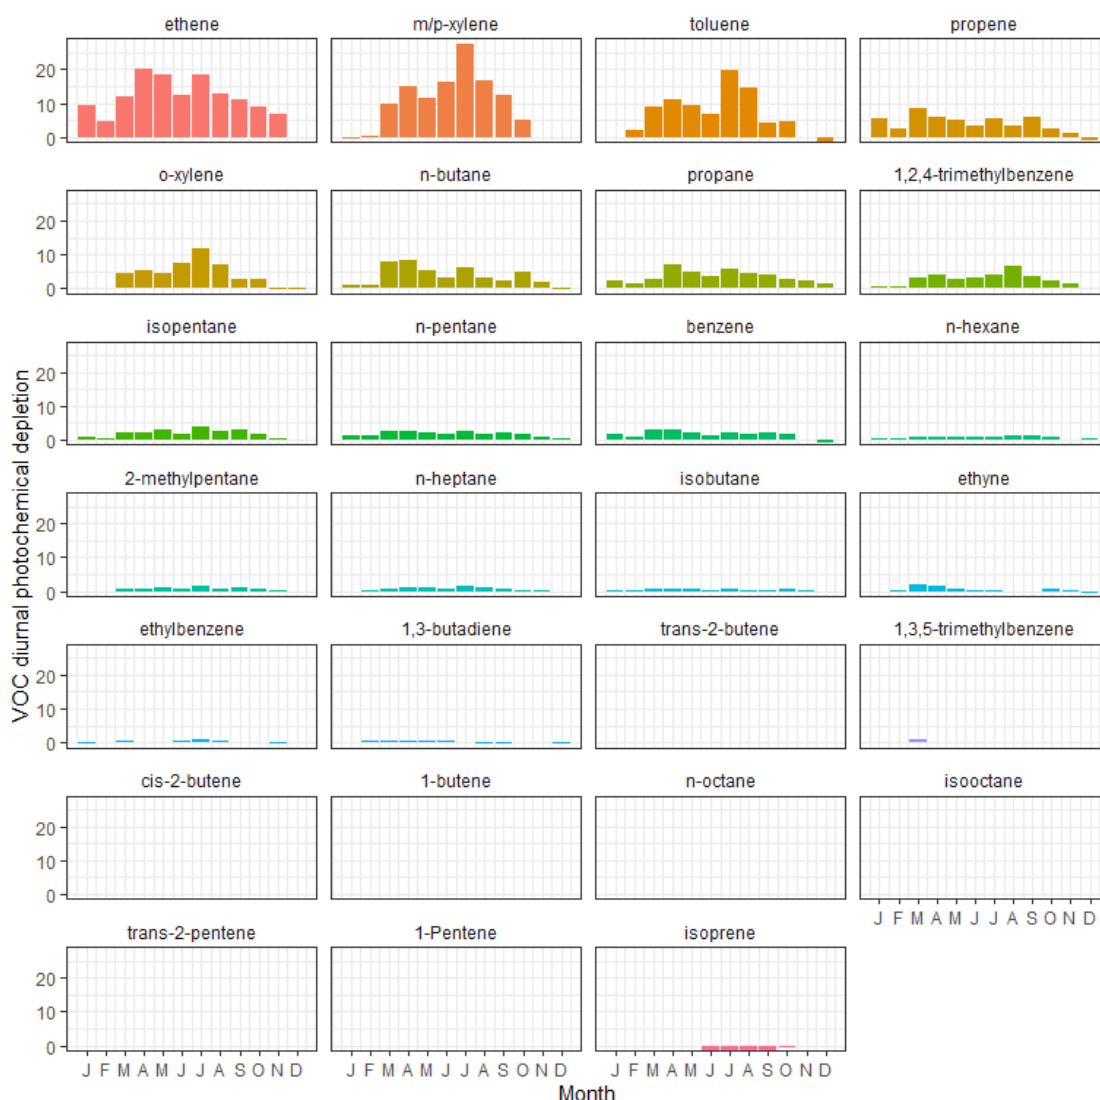 ethene m/p-xylene toluene propene
20
10
0
o-xylene n-butane propane 1,2,4-trimethylbenzene
20
10
0
isopentane n-pentane benzene n-hexane
20
10
0
2-methylpentane n-heptane isobutane ethyne
20
10
0
ethylbenzene 1,3-butadiene trans-2-butene 1,3,5-trimethylbenzene
20
10
0
cis-2-butene 1-butene n-octane isooctane
20
10
0
J F M A M J J A S O N D
trans-2-pentene 1-Pentene isoprene
20
10
0
J F M A M J J A S O N D J F M A M J J A S O N D J F M A M J J A S O N D
Month
VOC diurnal photochemical depletion